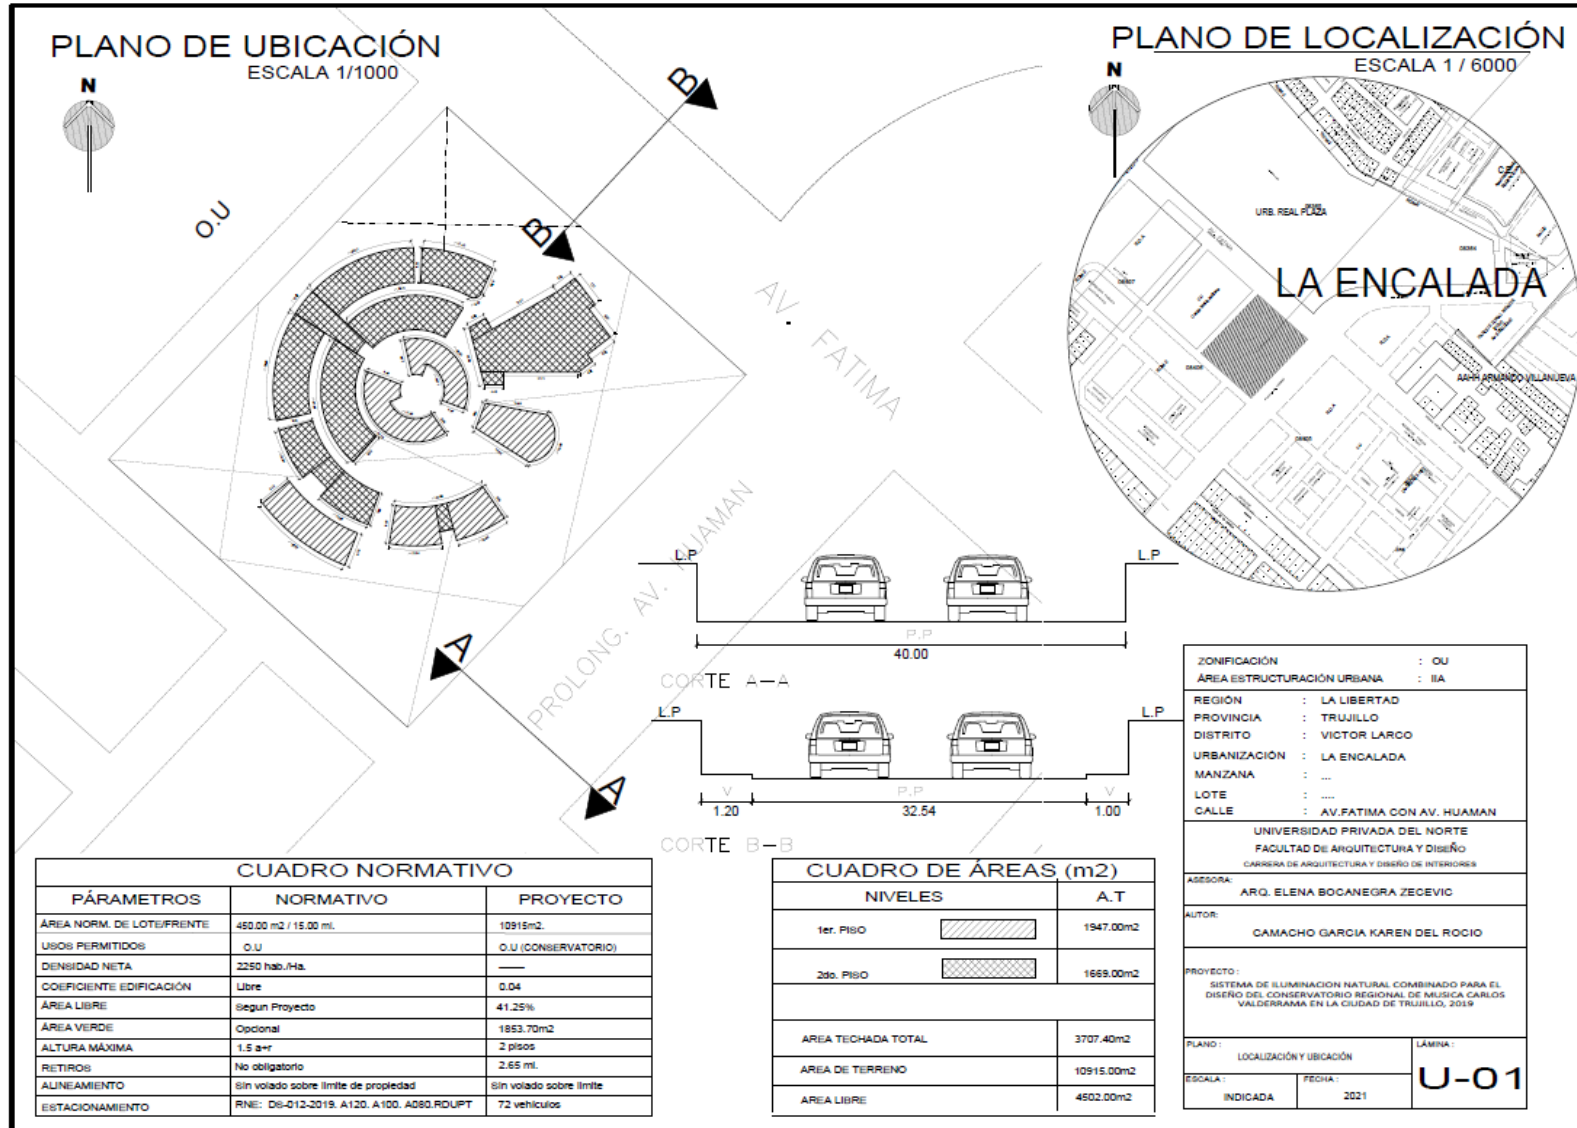 PLANO DE UBICACIÓN
ESCALA 1/1000
N
O.U
B
B
AV. FATIMA
PROLONG. AV. HUAMAN
A
A
PLANO DE LOCALIZACIÓN
ESCALA 1 / 6000
N
URB. REAL PLAZA
LA ENCALADA
AAHH ARMANDO VILLANUEVA
L.P
L.P
P.P
40.00
CORTE A-A
L.P
L.P
V
P.P
V
1.20
32.54
1.00
CORTE B-B
CUADRO NORMATIVO
PÁRAMETROS NORMATIVO PROYECTO
ÁREA NORM. DE LOTE/FRENTE 450.00 m2 / 15.00 ml. 10915m2.
USOS PERMITIDOS O.U O.U (CONSERVATORIO)
DENSIDAD NETA 2250 hab./Ha. ——
COEFICIENTE EDIFICACIÓN Libre 0.04
ÁREA LIBRE Segun Proyecto 41.25%
ÁREA VERDE Opcional 1853.70m2
ALTURA MÁXIMA 1.5 a+r 2 pisos
RETIROS No obligatorio 2.65 ml.
ALINEAMIENTO Sin volado sobre limite de propiedad Sin volado sobre limite
ESTACIONAMIENTO RNE: DS-012-2019. A120. A100. A080.RDUPT 72 vehiculos
CUADRO DE ÁREAS (m2)
NIVELES A.T
1er. PISO 1947.00m2
2do. PISO 1669.00m2
AREA TECHADA TOTAL 3707.40m2
AREA DE TERRENO 10915.00m2
AREA LIBRE 4502.00m2
ZONIFICACIÓN : OU
ÁREA ESTRUCTURACIÓN URBANA : IIA
REGIÓN : LA LIBERTAD
PROVINCIA : TRUJILLO
DISTRITO : VICTOR LARCO
URBANIZACIÓN : LA ENCALADA
MANZANA : ...
LOTE : ....
CALLE : AV.FATIMA CON AV. HUAMAN
UNIVERSIDAD PRIVADA DEL NORTE
FACULTAD DE ARQUITECTURA Y DISEÑO
CARRERA DE ARQUITECTURA Y DISEÑO DE INTERIORES
ASESORA:
ARQ. ELENA BOCANEGRA ZECEVIC
AUTOR:
CAMACHO GARCIA KAREN DEL ROCIO
PROYECTO :
SISTEMA DE ILUMINACION NATURAL COMBINADO PARA EL
DISEÑO DEL CONSERVATORIO REGIONAL DE MUSICA CARLOS
VALDERRAMA EN LA CIUDAD DE TRUJILLO, 2019
PLANO :
LOCALIZACIÓN Y UBICACIÓN
LÁMINA :
U-01
ESCALA :
INDICADA
FECHA :
2021